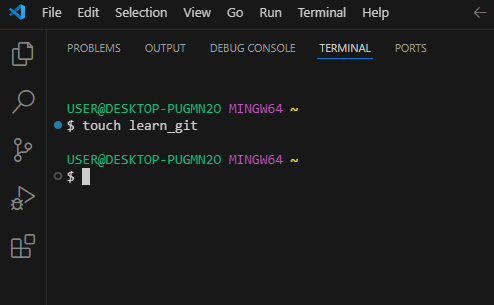 File Edit Selection View Go Run Terminal Help
PROBLEMS OUTPUT DEBUG CONSOLE TERMINAL PORTS
USER@DESKTOP-PUGMN2O MINGW64 ~
$ touch learn_git
USER@DESKTOP-PUGMN2O MINGW64 ~
$